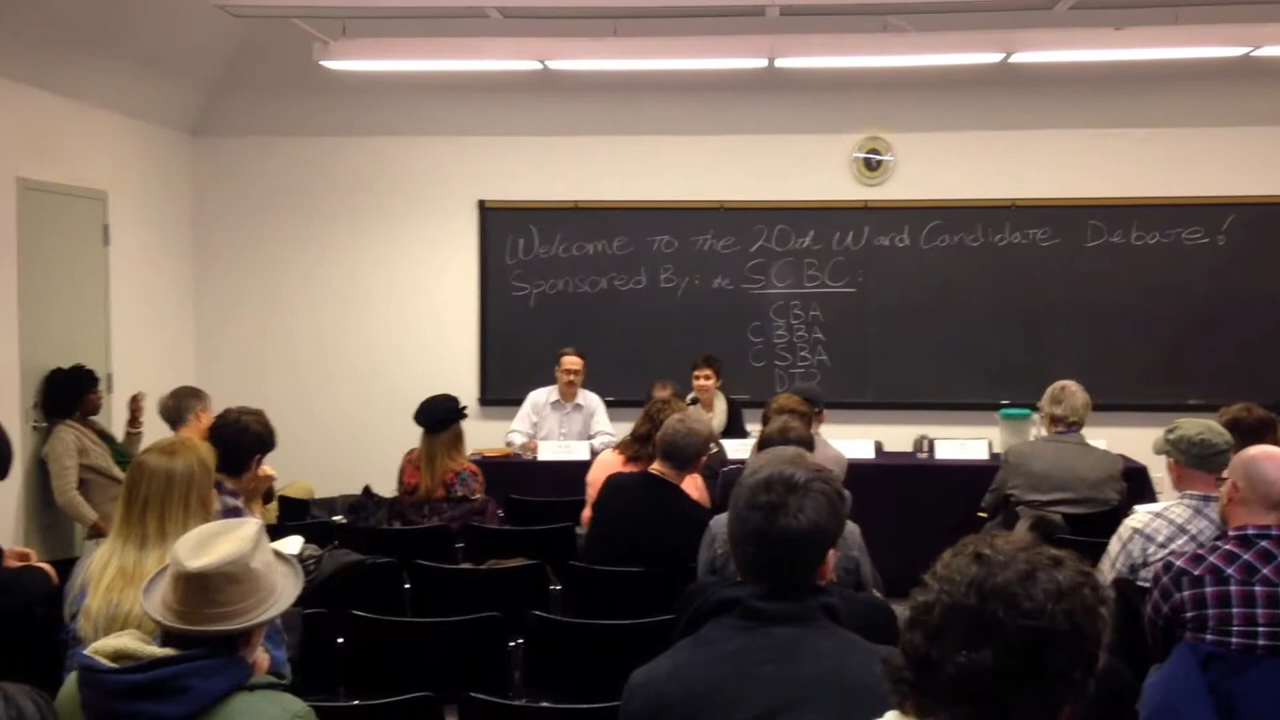 Welcome To The 20th Ward Candidate Debate!
Sponsored By: the SCBC:
CBA
CBBA
CSBA